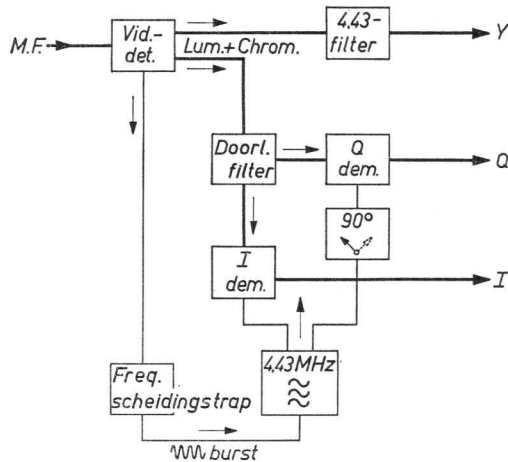 M.F.
Vid.-
det.
Lum.+Chrom.
4,43-
filter
Y
Doorl.
filter
Q
dem.
Q
90°
I
dem.
I
4,43MHz
Freq.
scheidingstrap
burst